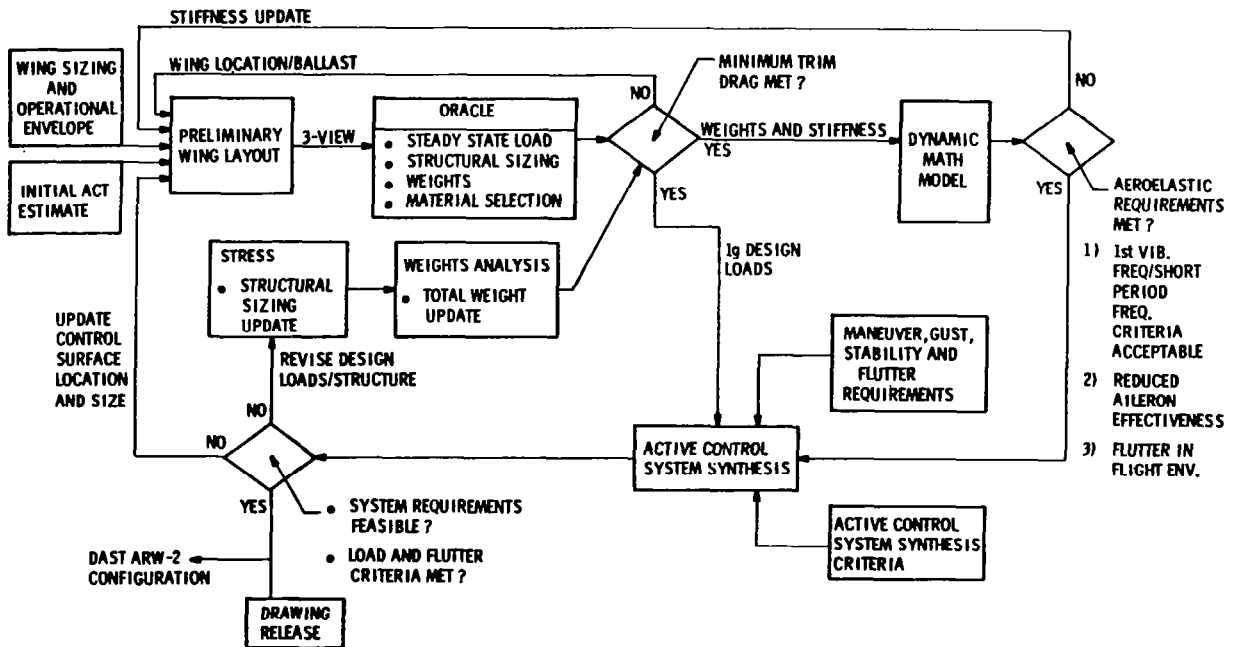 STIFFNESS UPDATE
WING SIZING
AND
OPERATIONAL
ENVELOPE
WING LOCATION/BALLAST
NO
MINIMUM TRIM
DRAG MET ?
NO
PRELIMINARY
WING LAYOUT
3-VIEW
ORACLE
• STEADY STATE LOAD
• STRUCTURAL SIZING
• WEIGHTS
• MATERIAL SELECTION
WEIGHTS AND STIFFNESS
YES
YES
DYNAMIC
MATH
MODEL
YES
INITIAL ACT
ESTIMATE
AEROELASTIC
REQUIREMENTS
MET ?
1) 1st VIB.
FREQ/SHORT
PERIOD
FREQ.
CRITERIA
ACCEPTABLE
2) REDUCED
AILERON
EFFECTIVENESS
3) FLUTTER IN
FLIGHT ENV.
STRESS
• STRUCTURAL
SIZING
UPDATE
WEIGHTS ANALYSIS
• TOTAL WEIGHT
UPDATE
1g DESIGN
LOADS
UPDATE
CONTROL
SURFACE
LOCATION
AND SIZE
REVISE DESIGN
LOADS/STRUCTURE
MANEUVER, GUST,
STABILITY AND
FLUTTER
REQUIREMENTS
NO
NO
ACTIVE CONTROL
SYSTEM SYNTHESIS
YES
• SYSTEM REQUIREMENTS
FEASIBLE ?
• LOAD AND FLUTTER
CRITERIA MET ?
ACTIVE CONTROL
SYSTEM SYNTHESIS
CRITERIA
DAST ARW-2
CONFIGURATION
DRAWING
RELEASE